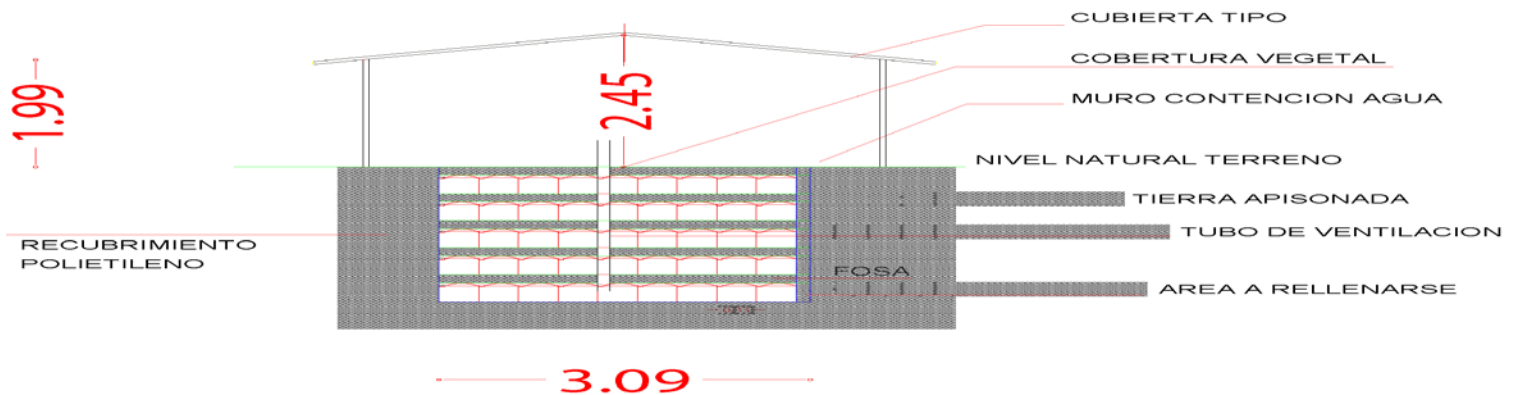 CUBIERTA TIPO
COBERTURA VEGETAL
MURO CONTENCION AGUA
1.99
2.45
NIVEL NATURAL TERRENO
TIERRA APISONADA
TUBO DE VENTILACION
RECUBRIMIENTO
POLIETILENO
FOSA
AREA A RELLENARSE
3.09